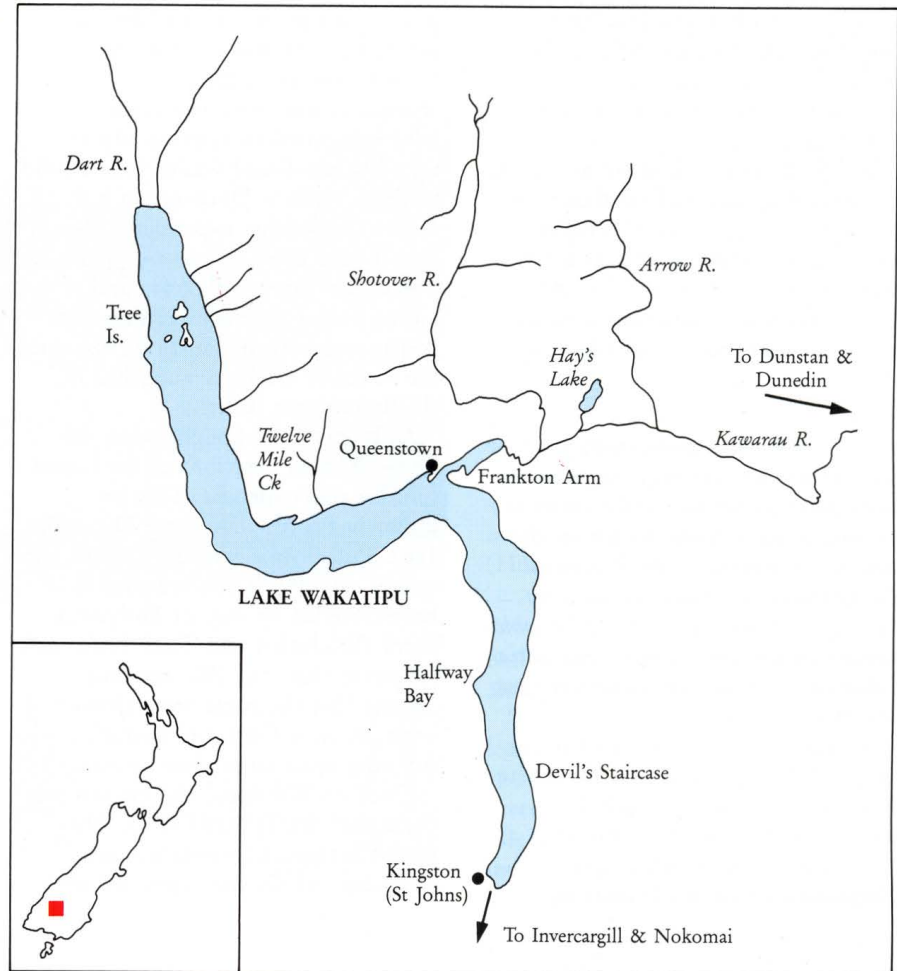 Dart R.
Tree
Is.
Shotover R.
Arrow R.
Hay's
Lake
To Dunstan &
Dunedin
Twelve
Mile
Ck
Queenstown
Frankton Arm
Kawarau R.
LAKE WAKATIPU
Halfway
Bay
Devil's Staircase
Kingston
(St Johns)
To Invercargill & Nokomai